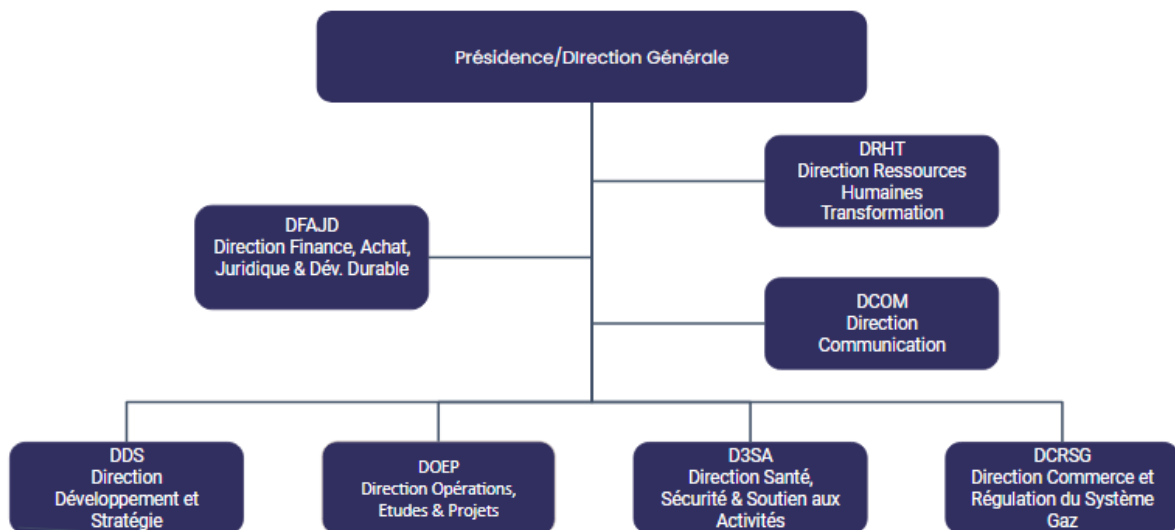 Présidence/DIrection Générale
DRHT
Direction Ressources
Humaines
Transformation
DFAJD
Direction Finance, Achat,
Juridique & Dév. Durable
DCOM
Direction
Communication
DDS
Direction
Développement et
Stratégie
DOEP
Direction Opérations,
Etudes & Projets
D3SA
Direction Santé,
Sécurité & Soutien aux
Activités
DCRSG
Direction Commerce et
Régulation du Système
Gaz